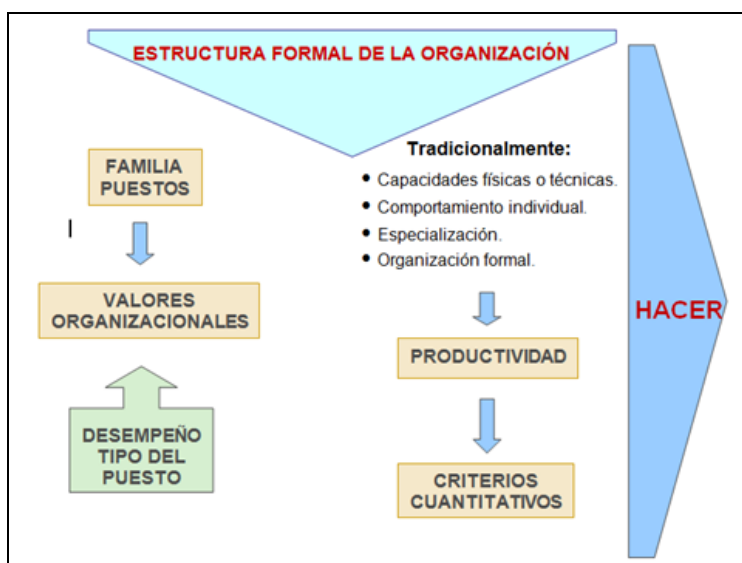 ESTRUCTURA FORMAL DE LA ORGANIZACIÓN
FAMILIA
PUESTOS
VALORES
ORGANIZACIONALES
DESEMPEÑO
TIPO DEL
PUESTO
Tradicionalmente:
• Capacidades físicas o técnicas.
• Comportamiento individual.
• Especialización.
• Organización formal.
PRODUCTIVIDAD
CRITERIOS
CUANTITATIVOS
HACER